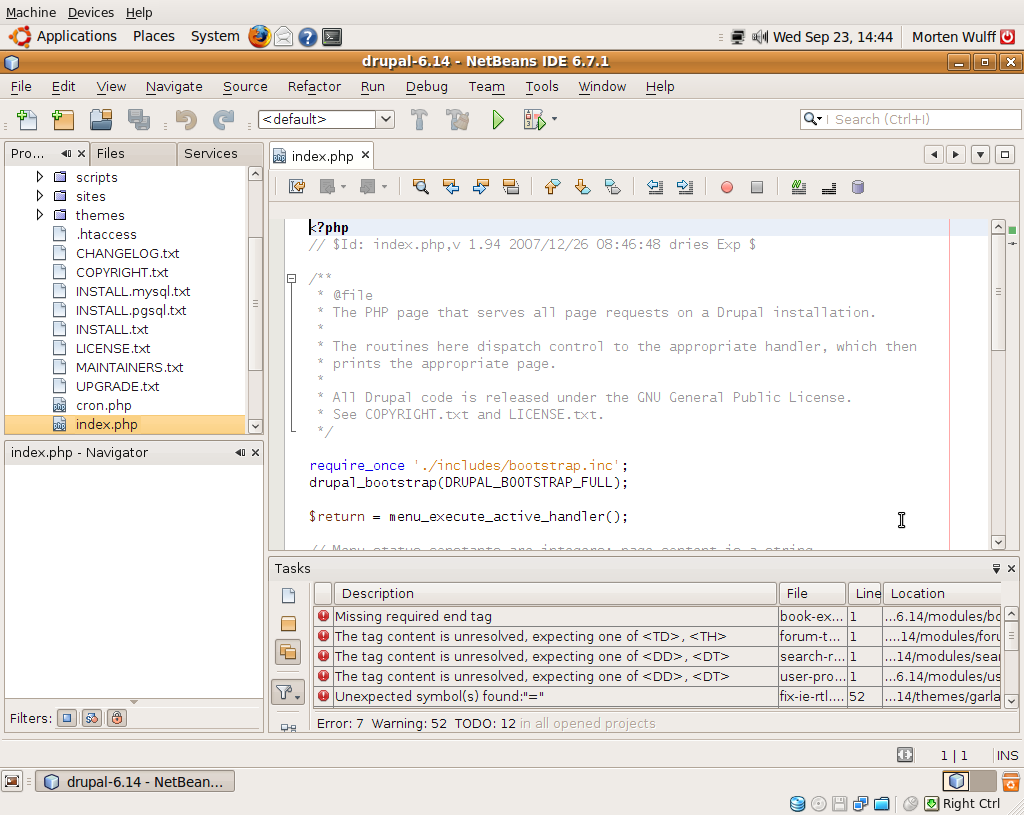 Machine Devices Help
Applications Places System Wed Sep 23, 14:44 Morten Wulff
drupal-6.14 - NetBeans IDE 6.7.1
File Edit View Navigate Source Refactor Run Debug Team Tools Window Help
<default> Search (Ctrl+I)
Pro... Files Services
index.php
scripts
sites
themes
.htaccess
CHANGELOG.txt
COPYRIGHT.txt
INSTALL.mysql.txt
INSTALL.pgsql.txt
INSTALL.txt
LICENSE.txt
MAINTAINERS.txt
UPGRADE.txt
cron.php
index.php
index.php - Navigator
Filters:
<?php
// $Id: index.php,v 1.94 2007/12/26 08:46:48 dries Exp $
/**
* @file
* The PHP page that serves all page requests on a Drupal installation.
*
* The routines here dispatch control to the appropriate handler, which then
* prints the appropriate page.
*
* All Drupal code is released under the GNU General Public License.
* See COPYRIGHT.txt and LICENSE.txt.
*/
require_once './includes/bootstrap.inc';
drupal_bootstrap(DRUPAL_BOOTSTRAP_FULL);
$return = menu_execute_active_handler();
// Menu status constants are integers; page content is a string.
Tasks
Description File Line Location
Missing required end tag book-ex... 1 ...6.14/modules/bo
The tag content is unresolved, expecting one of <TD>, <TH> forum-t... 1 ....14/modules/foru
The tag content is unresolved, expecting one of <DD>, <DT> search-r... 1 ...14/modules/sear
The tag content is unresolved, expecting one of <DD>, <DT> user-pro... 1 ...6.14/modules/us
Unexpected symbol(s) found:"=" fix-ie-rtl.... 52 ...14/themes/garla
Error: 7 Warning: 52 TODO: 12 in all opened projects
1 | 1 INS
drupal-6.14 - NetBean...
Right Ctrl